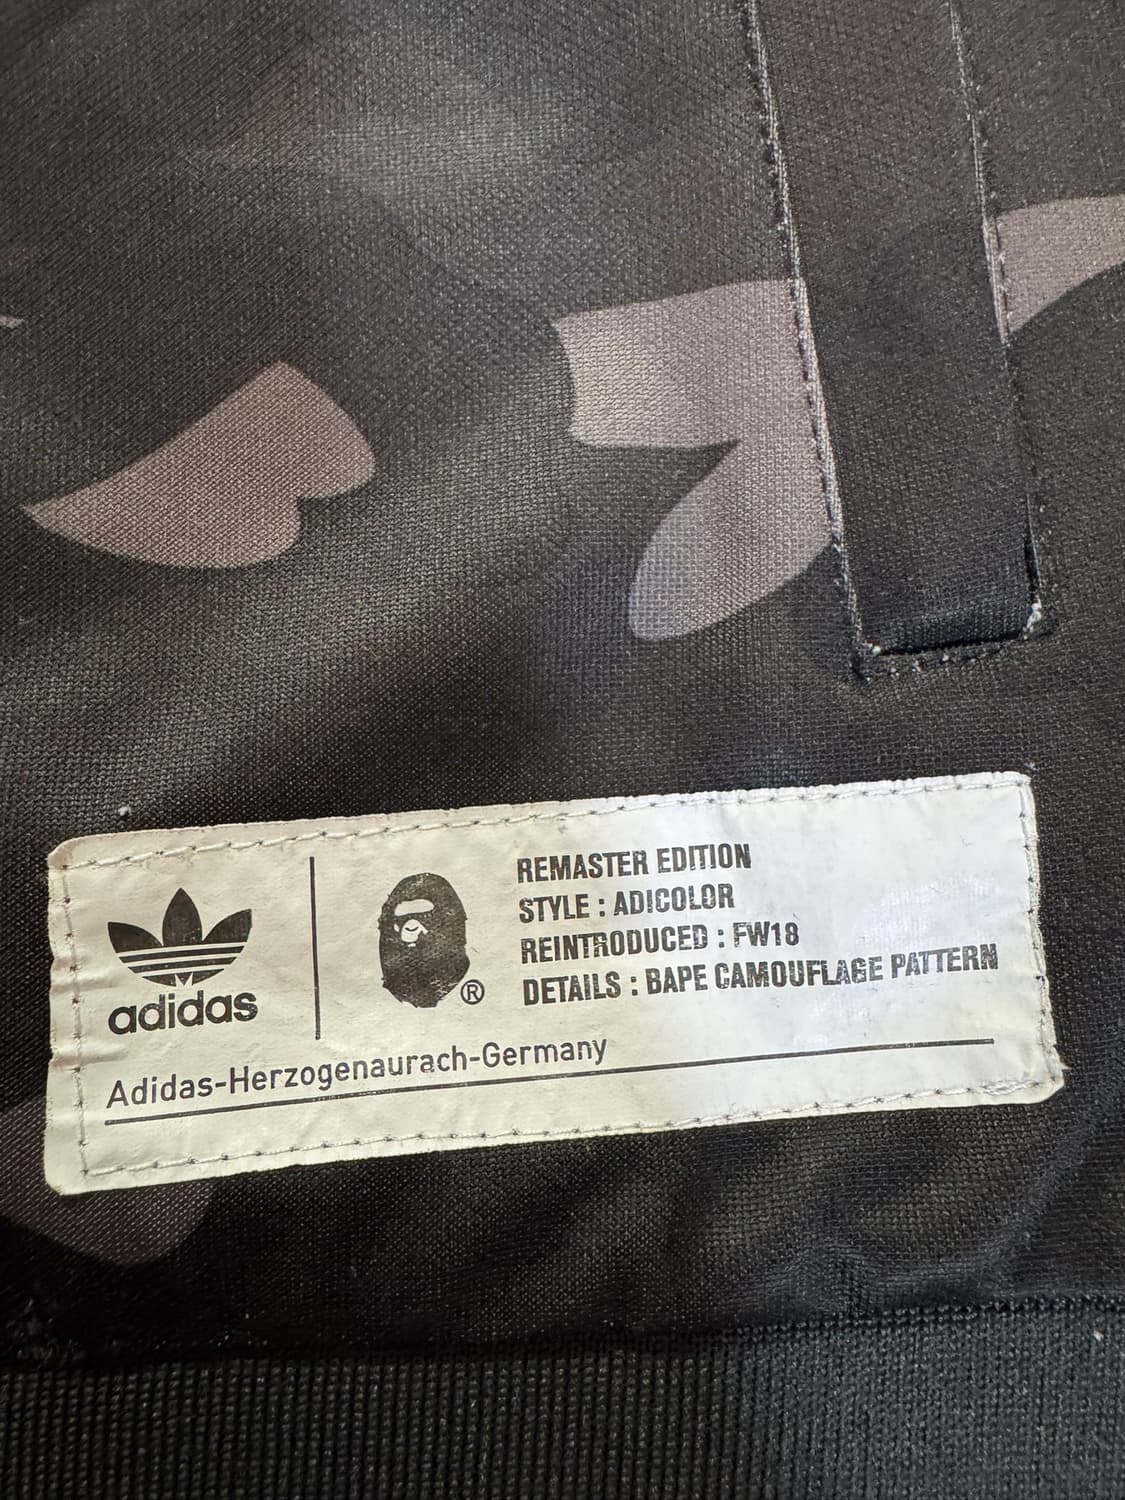 adidas
®
REMASTER EDITION
STYLE : ADICOLOR
REINTRODUCED : FW18
DETAILS : BAPE CAMOUFLAGE PATTERN
Adidas-Herzogenaurach-Germany